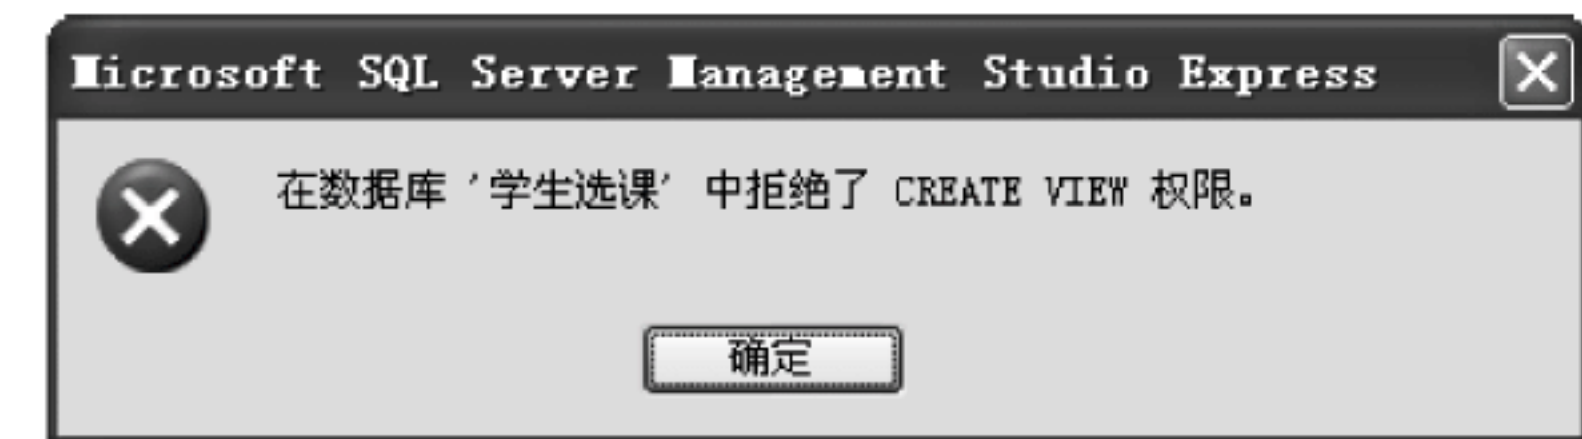 Microsoft SQL Server Management Studio Express
在数据库 '学生选课' 中拒绝了 CREATE VIEW 权限。
确定